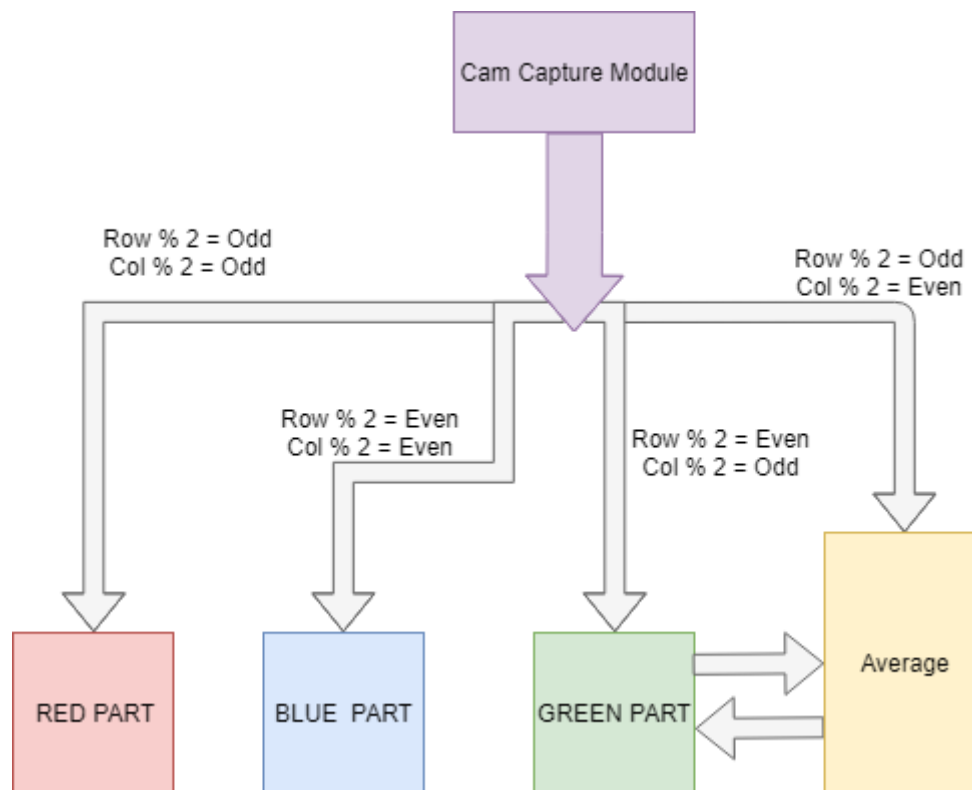 Cam Capture Module
Row % 2 = Odd
Col % 2 = Odd
Row % 2 = Odd
Col % 2 = Even
Row % 2 = Even
Col % 2 = Even
Row % 2 = Even
Col % 2 = Odd
RED PART
BLUE PART
GREEN PART
Average